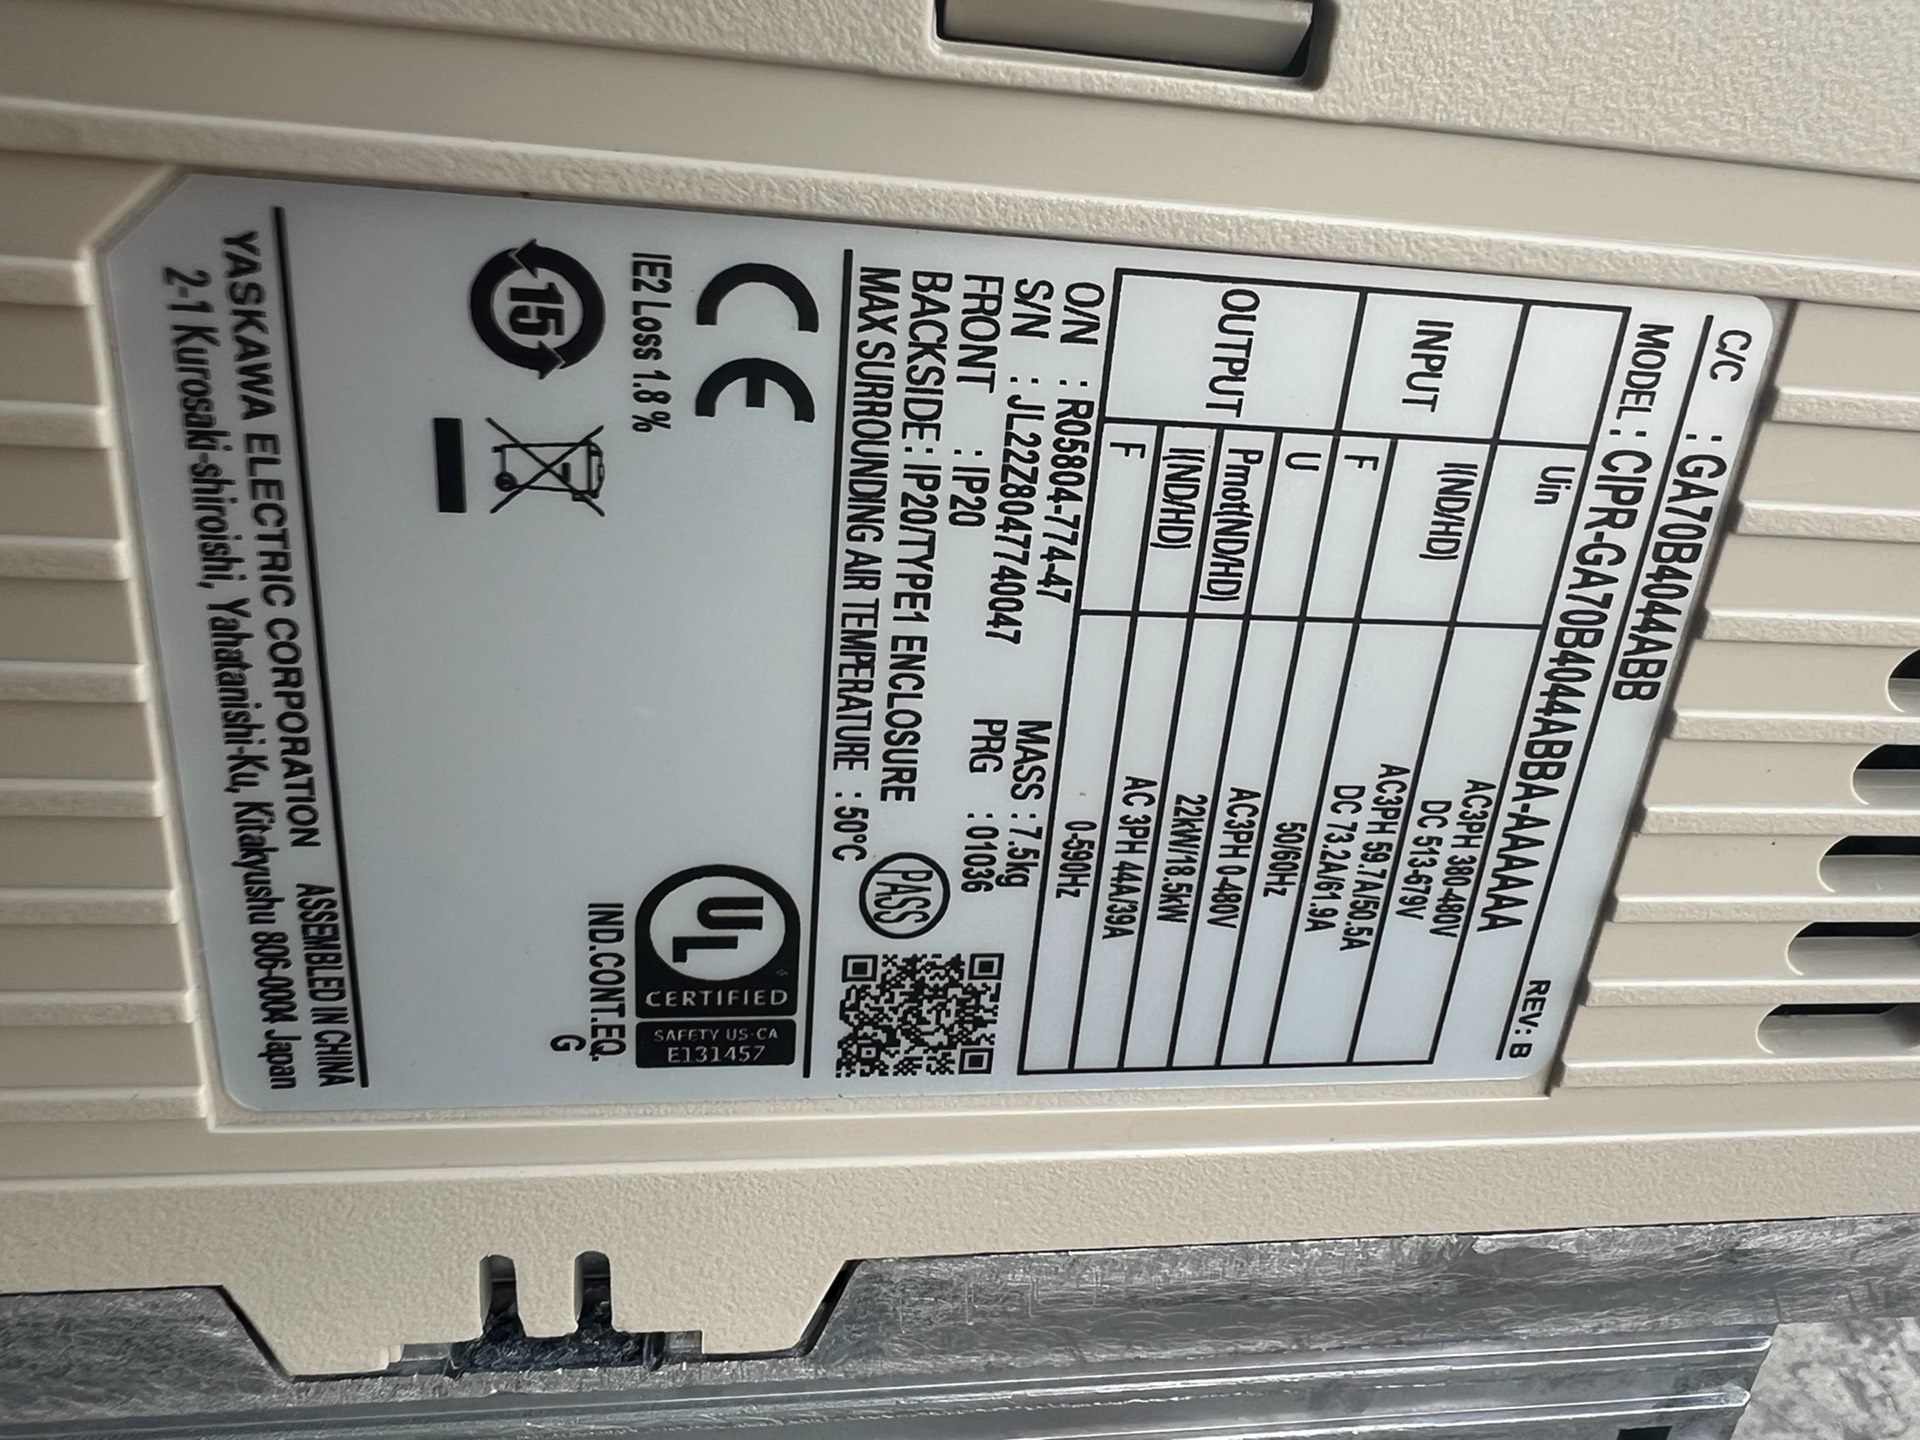 C/C : GA70B4044ABB
MODEL : CIPR-GA70B4044ABBA-AAAAAA REV: B
Uin AC3PH 380-480V
DC 513-679V
INPUT I(ND/HD) AC3PH 59.7A/50.5A
DC 73.2A/61.9A
F 50/60Hz
OUTPUT U AC3PH 0-480V
Pmot(ND/HD) 22kW/18.5kW
I(ND/HD) AC 3PH 44A/39A
F 0-590Hz
O/N : R05804-774-47 MASS : 7.5kg
S/N : JL22Z8047740047 PRG : 01036
FRONT : IP20
BACKSIDE : IP20/TYPE1 ENCLOSURE
MAX SURROUNDING AIR TEMPERATURE : 50°C
PASS
CE
IE2 Loss 1.8 %
15
UL
CERTIFIED
SAFETY US-CA
E131457
IND.CONT.EQ.
G
YASKAWA ELECTRIC CORPORATION ASSEMBLED IN CHINA
2-1 Kurosaki-shiroishi, Yahatanishi-Ku, Kitakyushu 806-0004 Japan